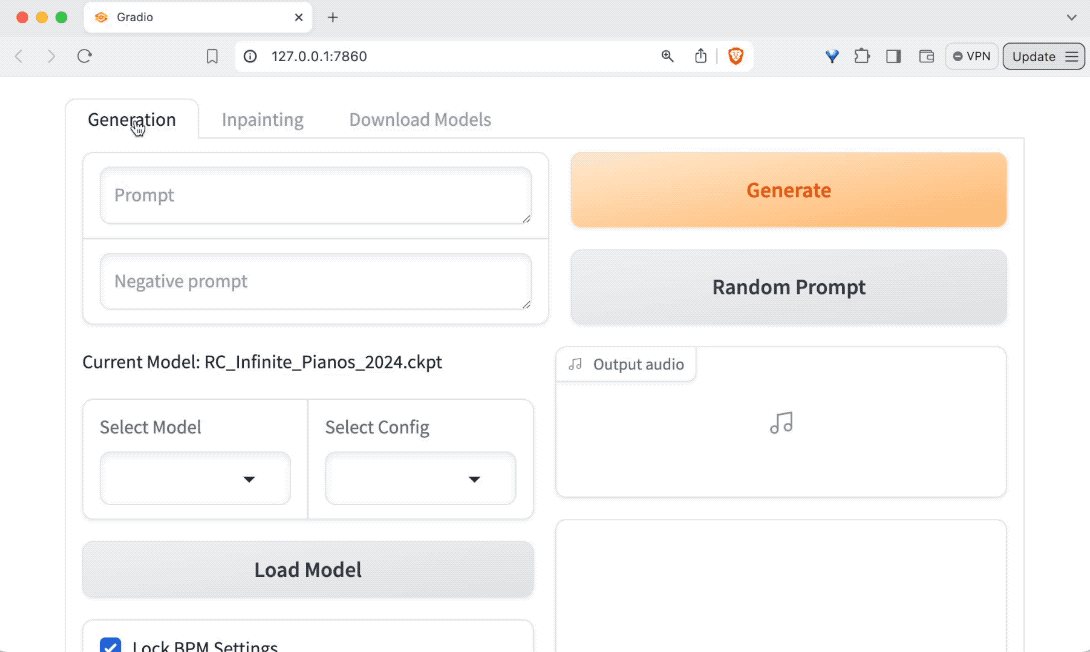 Gradio
127.0.0.1:7860
VPN
Update
Generation
Inpainting
Download Models
Prompt
Generate
Negative prompt
Random Prompt
Current Model: RC_Infinite_Pianos_2024.ckpt
Output audio
Select Model
Select Config
Load Model
Lock BPM Settings